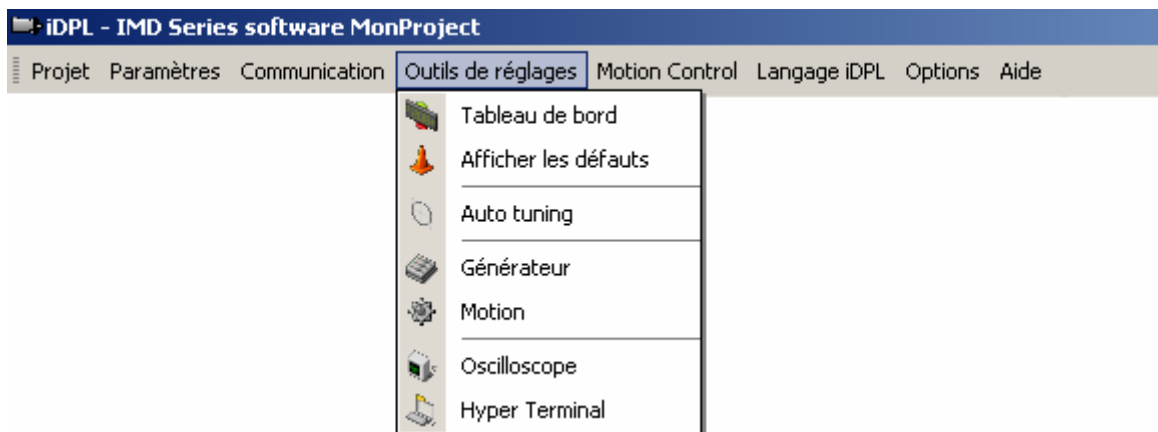 iDPL - IMD Series software MonProject
Projet Paramètres Communication Outils de réglages Motion Control Langage iDPL Options Aide
Tableau de bord
Afficher les défauts
Auto tuning
Générateur
Motion
Oscilloscope
Hyper Terminal